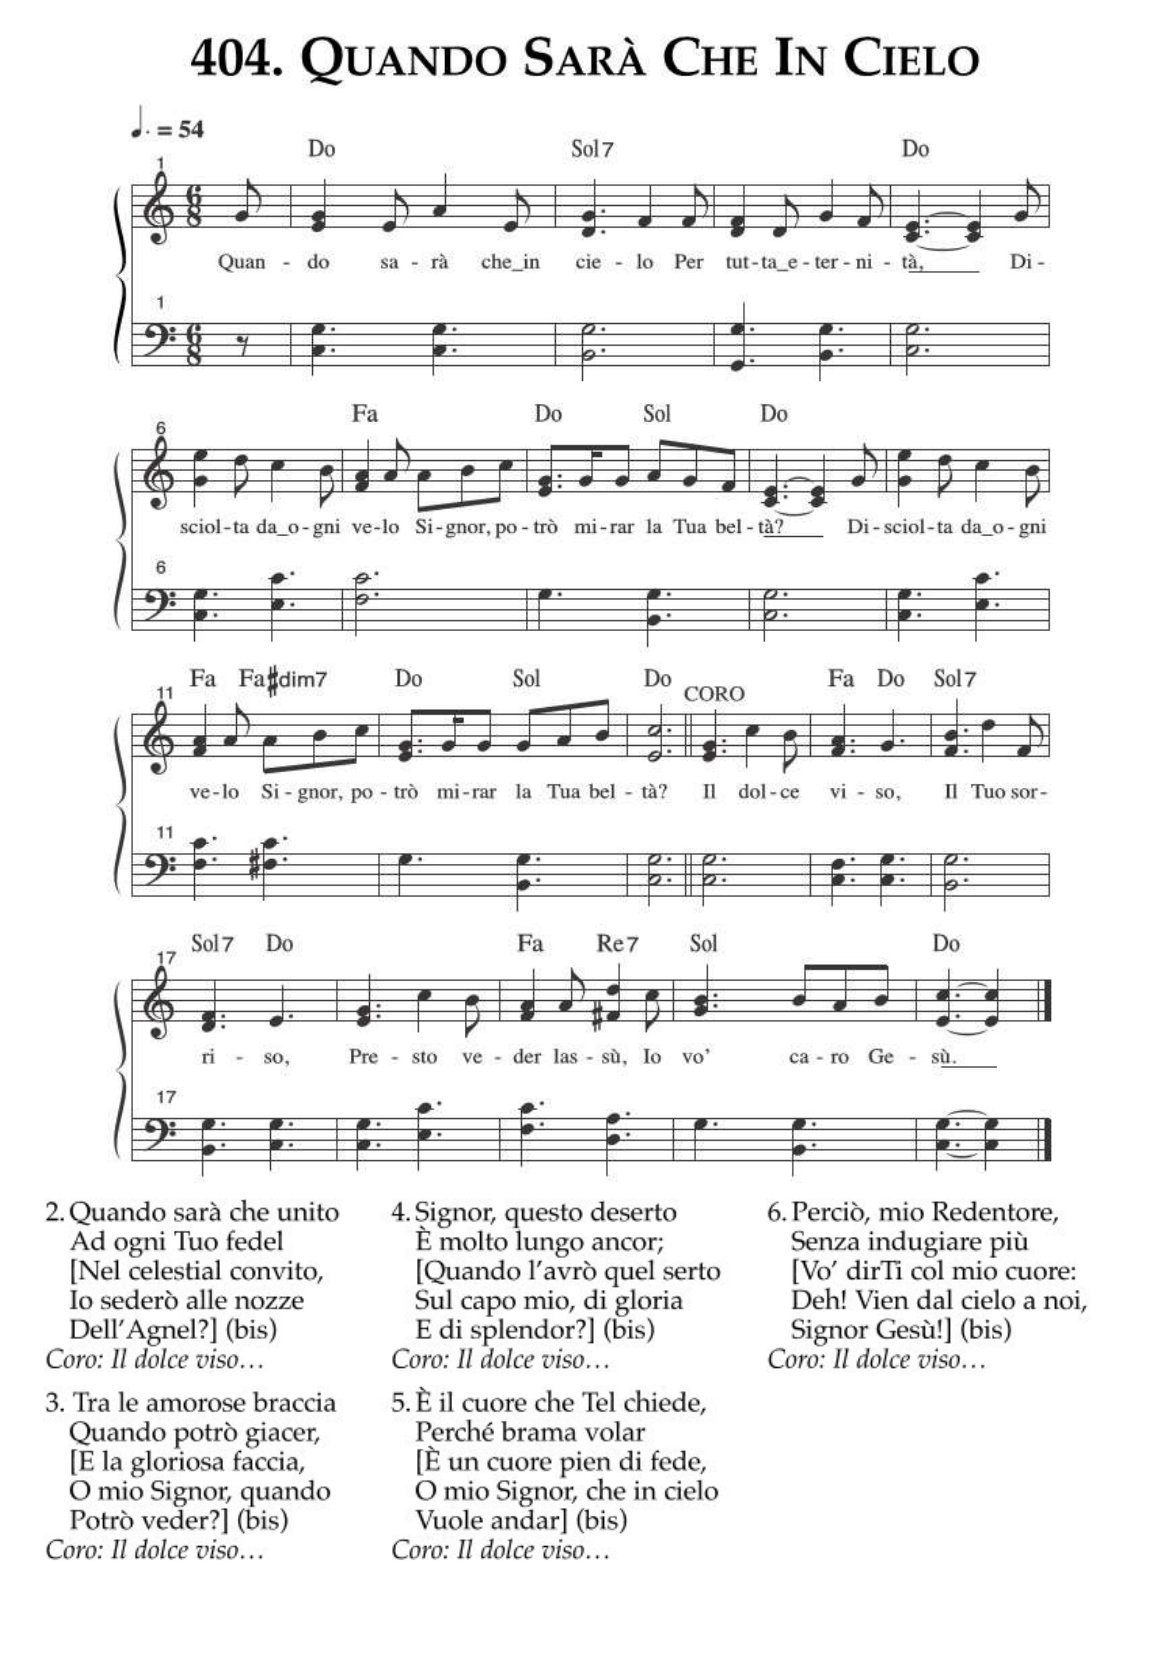 404. QUANDO SARÀ CHE IN CIELO
♩. = 54
Do Sol7 Do
1
6 8
Quan - do sa - rà che_in cie - lo Per tut-ta_e-ter-ni-tà, Di -
1
6 8
Fa Do Sol Do
6
sciol-ta da_o-gni ve-lo Si-gnor, po-trò mi-rar la Tua bel-tà? Di-sciol-ta da_o-gni
6
Fa Fa♯dim7 Do Sol Do CORO Fa Do Sol7
11
ve-lo Si-gnor, po-trò mi-rar la Tua bel-tà? Il dol-ce vi-so, Il Tuo sor-
11
Sol7 Do Fa Re7 Sol Do
17
ri - so, Pre - sto ve - der las - sù, Io vo' ca - ro Ge - sù.
17
2. Quando sarà che unito
Ad ogni Tuo fedel
[Nel celestial convito,
Io sederò alle nozze
Dell'Agnel?] (bis)
Coro: Il dolce viso…
3. Tra le amorose braccia
Quando potrò giacer,
[E la gloriosa faccia,
O mio Signor, quando
Potrò veder?] (bis)
Coro: Il dolce viso…
4. Signor, questo deserto
È molto lungo ancor;
[Quando l'avrò quel serto
Sul capo mio, di gloria
E di splendor?] (bis)
Coro: Il dolce viso…
5. È il cuore che Tel chiede,
Perché brama volar
[È un cuore pien di fede,
O mio Signor, che in cielo
Vuole andar] (bis)
Coro: Il dolce viso…
6. Perciò, mio Redentore,
Senza indugiare più
[Vo' dirTi col mio cuore:
Deh! Vien dal cielo a noi,
Signor Gesù!] (bis)
Coro: Il dolce viso…